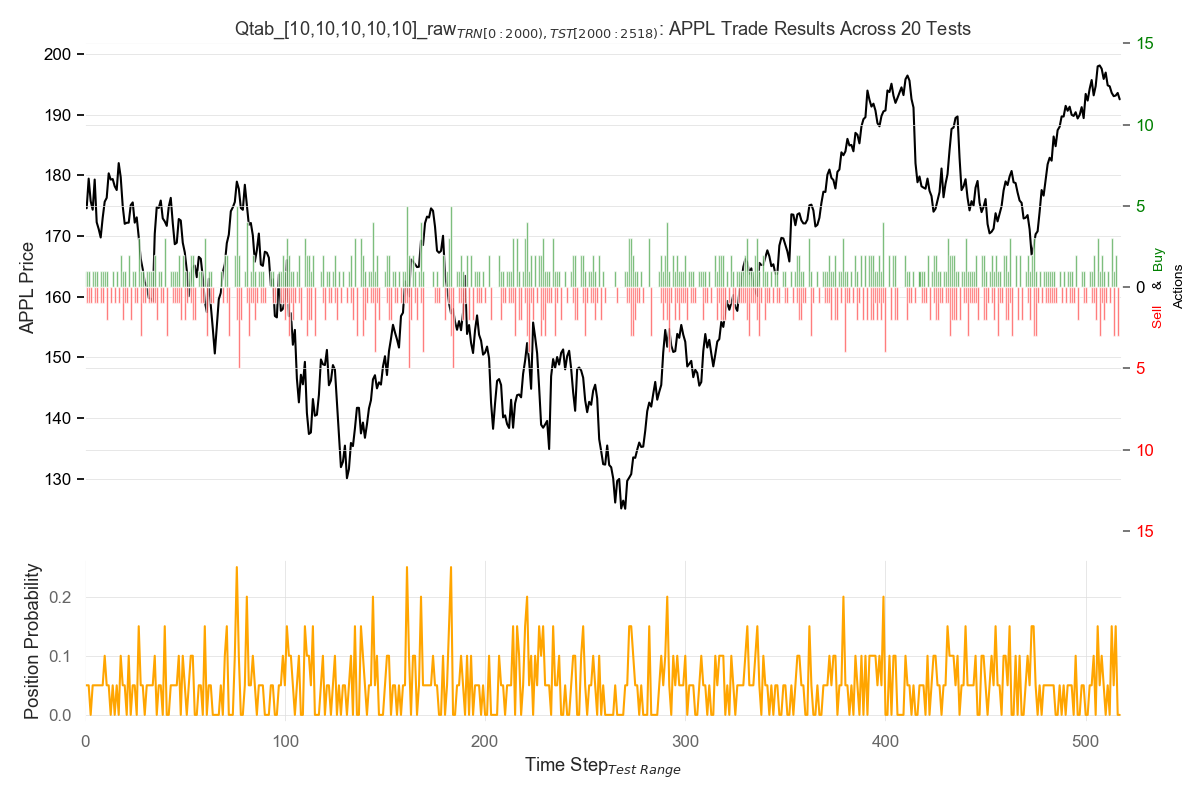 Qtab_[10,10,10,10,10]_raw_TRN[0:2000),TST[2000:2518): APPL Trade Results Across 20 Tests
APPL Price
200
190
180
170
160
150
140
130
15
10
5
0
5
10
15
Sell & Buy
Actions
Position Probability
0.2
0.1
0.0
0 100 200 300 400 500
Time Step Test Range